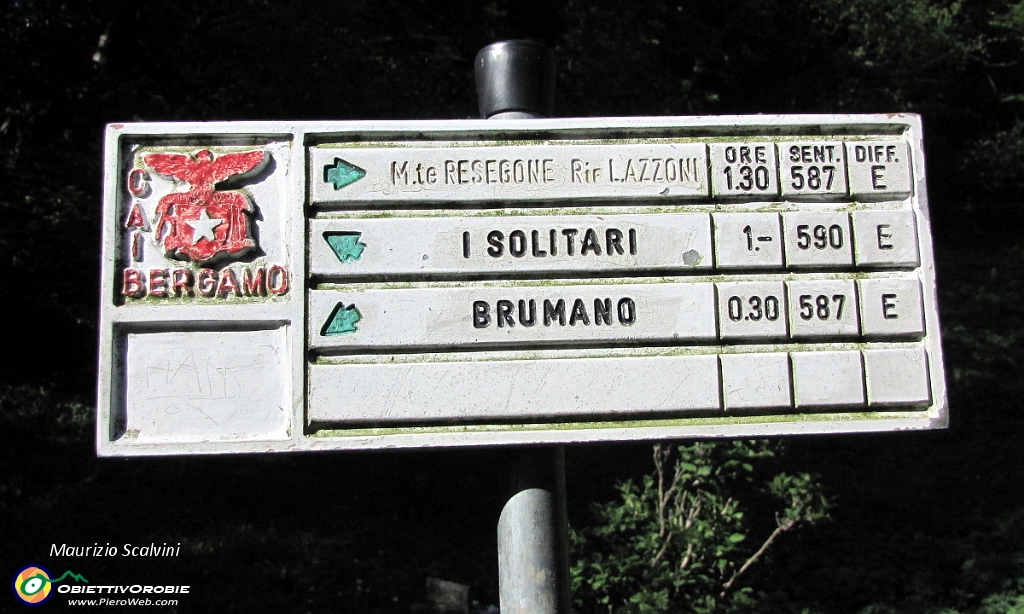 CAI
BERGAMO
ORE SENT. DIFF.
M.te RESEGONE Rif LAZZONI 1.30 587 E
I SOLITARI 1.- 590 E
BRUMANO 0.30 587 E
Maurizio Scalvini
OBIETTIVOROBIE
www.PieroWeb.com